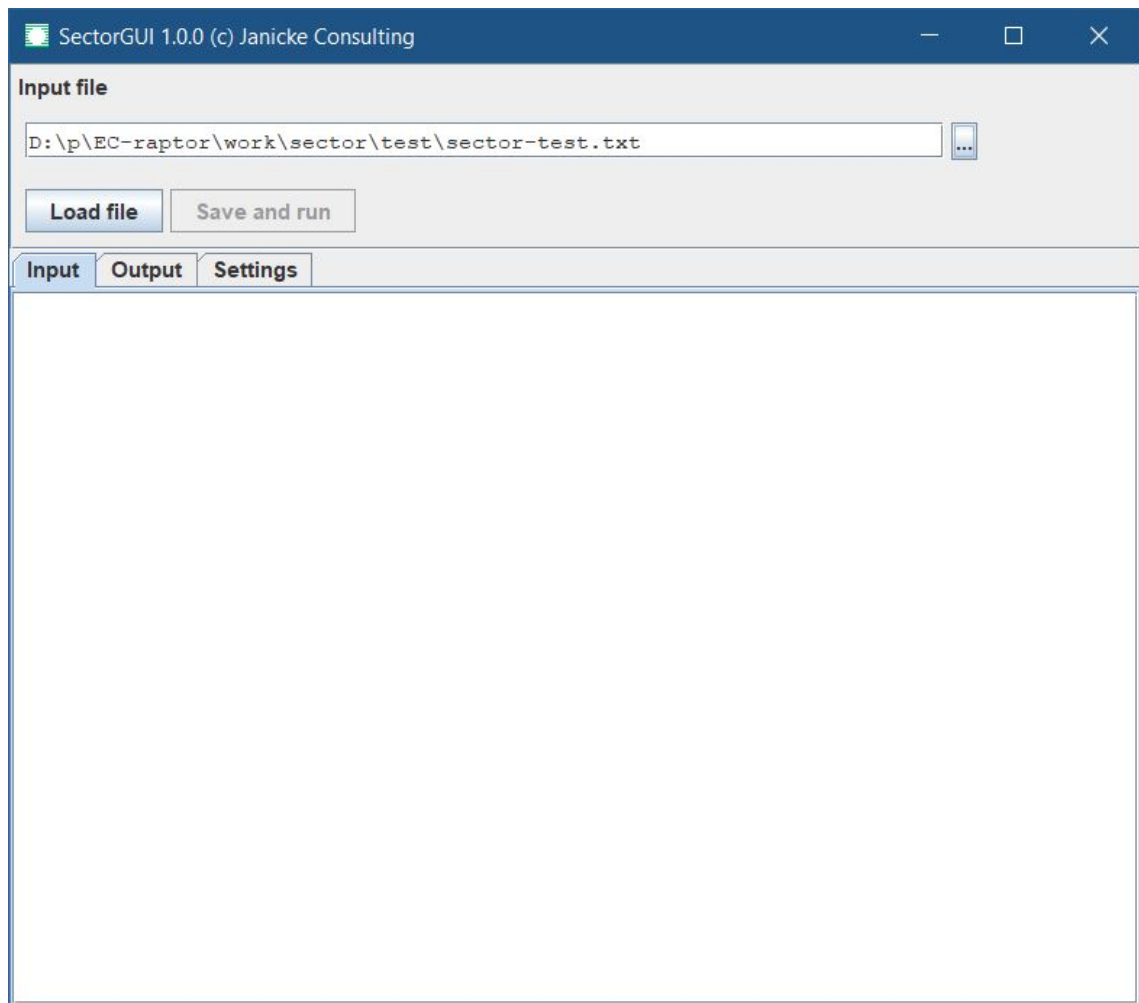 SectorGUI 1.0.0 (c) Janicke Consulting
Input file
D:\p\EC-raptor\work\sector\test\sector-test.txt ...
Load file Save and run
Input Output Settings